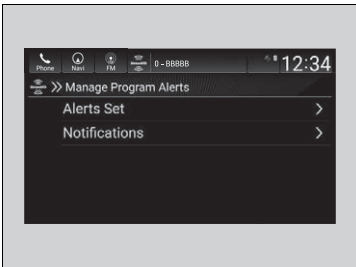 Phone Navi FM 0 - BBBBB 12:34
Manage Program Alerts
Alerts Set
Notifications